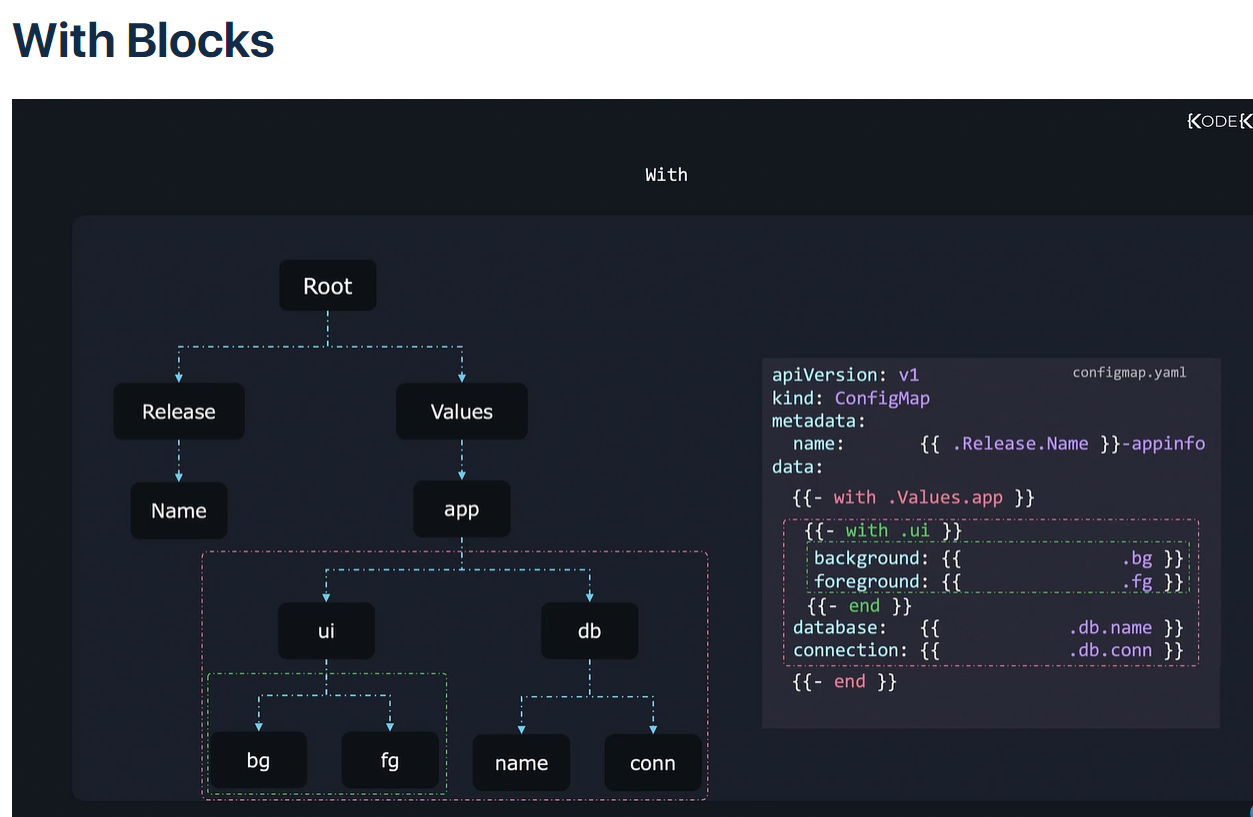 With Blocks
KODEK
With
Root
Release
Values
Name
app
ui
db
bg
fg
name
conn
configmap.yaml
apiVersion: v1
kind: ConfigMap
metadata:
name: {{ .Release.Name }}-appinfo
data:
{{- with .Values.app }}
{{- with .ui }}
background: {{ .bg }}
foreground: {{ .fg }}
{{- end }}
database: {{ .db.name }}
connection: {{ .db.conn }}
{{- end }}